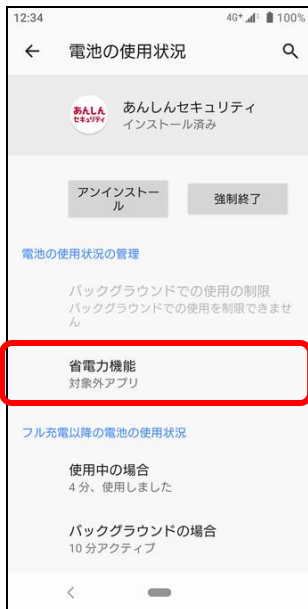 12:34 4G+ 100%
電池の使用状況
あんしん
セキュリティ
あんしんセキュリティ
インストール済み
アンインストー
ル
強制終了
電池の使用状況の管理
バックグラウンドでの使用の制限
バックグラウンドでの使用を制限できませ
ん
省電力機能
対象外アプリ
フル充電以降の電池の使用状況
使用中の場合
4 分、使用しました
バックグラウンドの場合
10 分アクティブ